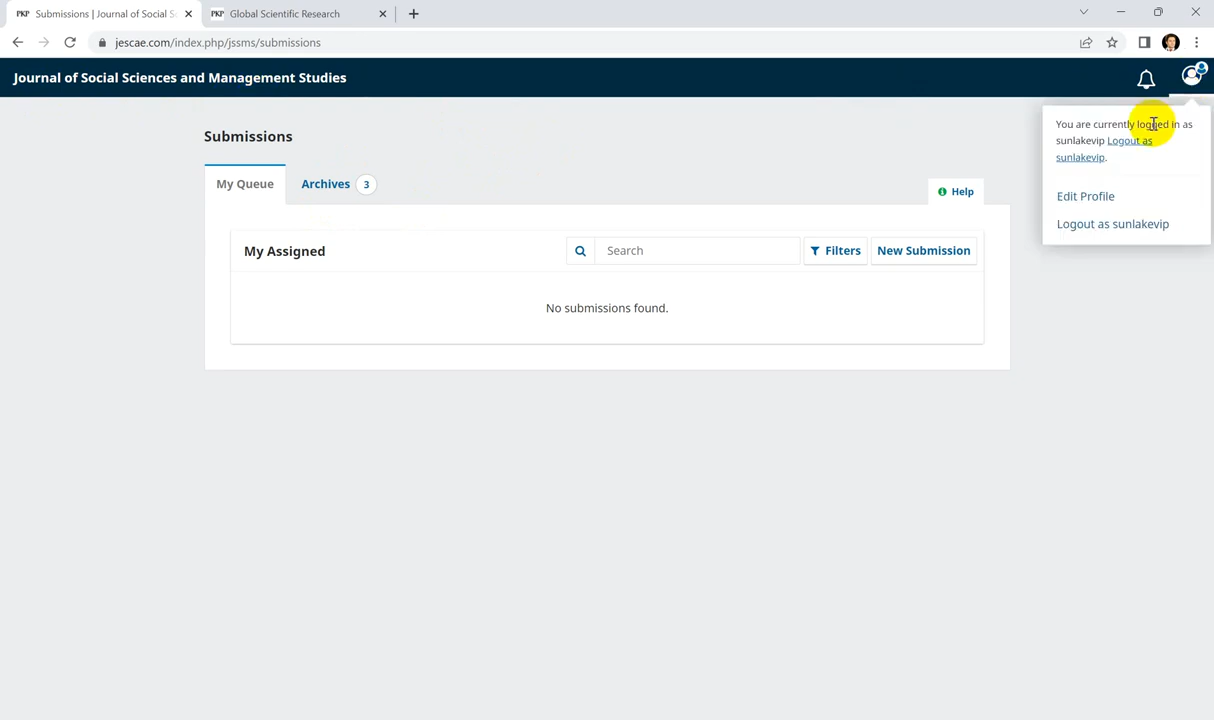 PKP Submissions | Journal of Social Sc
PKP Global Scientific Research
jescae.com/index.php/jssms/submissions
Journal of Social Sciences and Management Studies
You are currently logged in as
sunlakevip Logout as
sunlakevip.
Edit Profile
Logout as sunlakevip
Submissions
My Queue
Archives 3
Help
My Assigned
Search
Filters
New Submission
No submissions found.